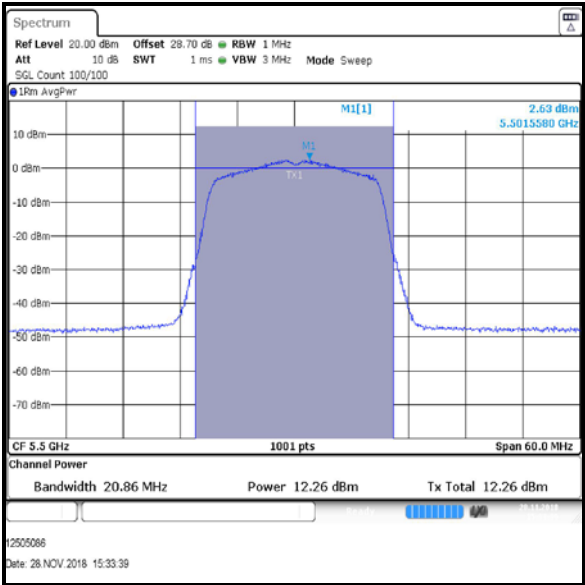 Spectrum
Ref Level 20.00 dBm Offset 28.70 dB RBW 1 MHz
Att 10 dB SWT 1 ms VBW 3 MHz Mode Sweep
SGL Count 100/100
1Rm AvgPwr
M1[1] 2.63 dBm
5.5015580 GHz
10 dBm
M1
0 dBm
TX1
-10 dBm
-20 dBm
-30 dBm
-40 dBm
-50 dBm
-60 dBm
-70 dBm
CF 5.5 GHz 1001 pts Span 60.0 MHz
Channel Power
Bandwidth 20.86 MHz Power 12.26 dBm Tx Total 12.26 dBm
12505086
Date: 28.NOV.2018 15:33:39